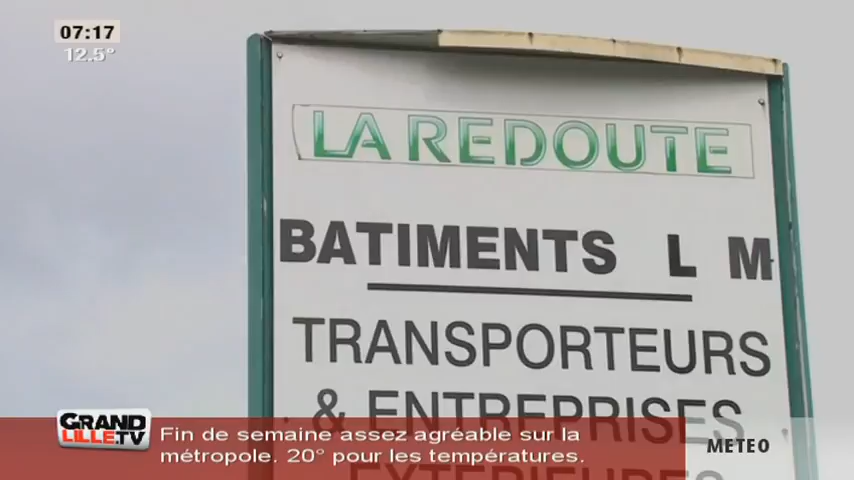 07:17
12.5°
LA REDOUTE
BATIMENTS L M
TRANSPORTEURS
& ENTREPRISES
EXTERIEURES
GRAND
LILLE TV
Fin de semaine assez agréable sur la
métropole. 20° pour les températures.
METEO